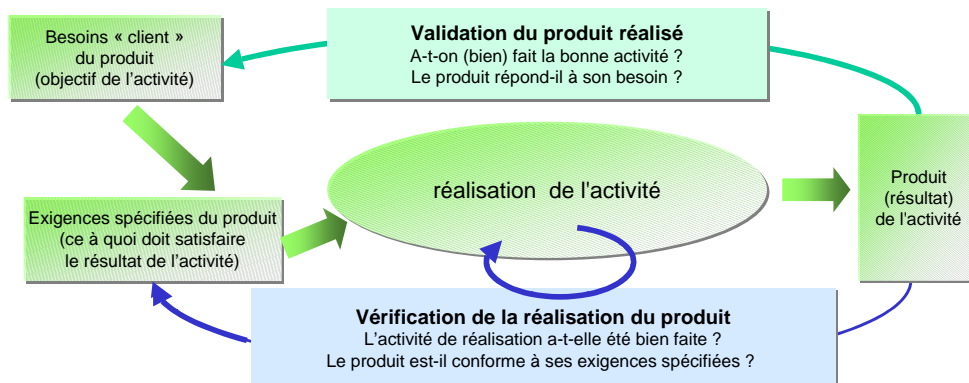 Besoins « client »
du produit
(objectif de l'activité)
Validation du produit réalisé
A-t-on (bien) fait la bonne activité ?
Le produit répond-il à son besoin ?
Exigences spécifiées du produit
(ce à quoi doit satisfaire
le résultat de l'activité)
réalisation de l'activité
Produit
(résultat)
de l'activité
Vérification de la réalisation du produit
L'activité de réalisation a-t-elle été bien faite ?
Le produit est-il conforme à ses exigences spécifiées ?